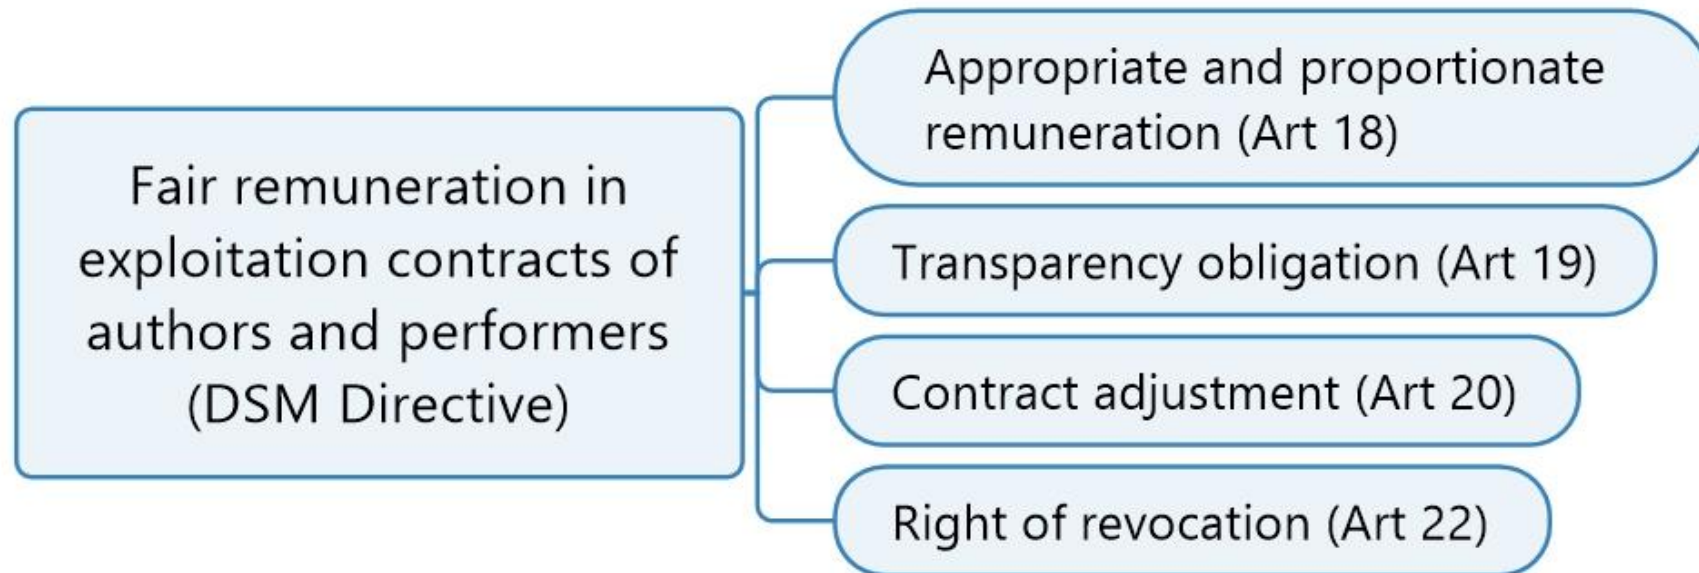 Fair remuneration in
exploitation contracts of
authors and performers
(DSM Directive)
Appropriate and proportionate
remuneration (Art 18)
Transparency obligation (Art 19)
Contract adjustment (Art 20)
Right of revocation (Art 22)